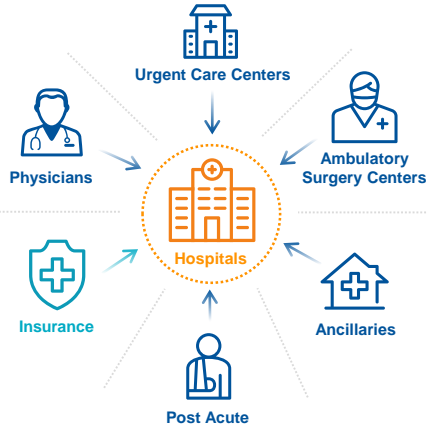 Urgent Care Centers
Physicians
Ambulatory
Surgery Centers
Hospitals
Insurance
Ancillaries
Post Acute